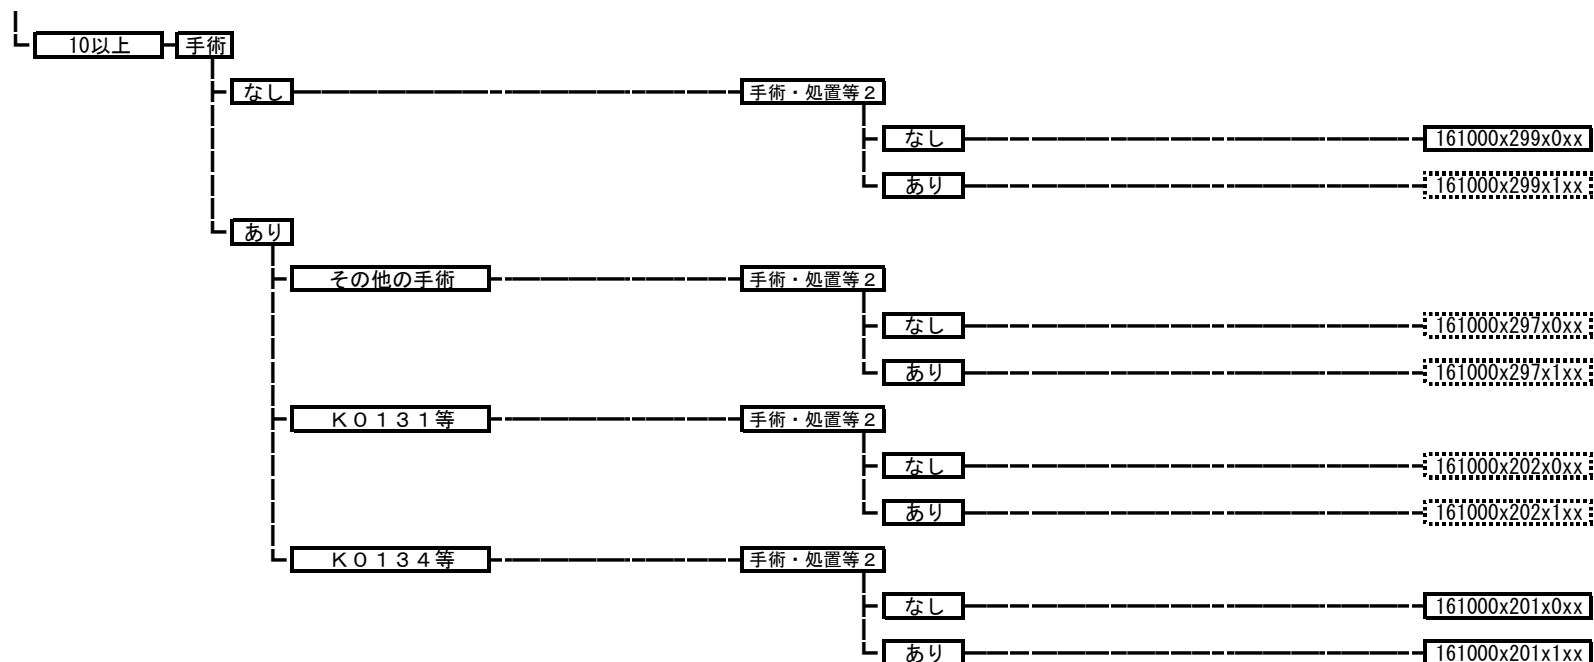 10以上 手術
なし 手術・処置等２
なし 161000x299x0xx
あり 161000x299x1xx
あり
その他の手術 手術・処置等２
なし 161000x297x0xx
あり 161000x297x1xx
Ｋ０１３１等 手術・処置等２
なし 161000x202x0xx
あり 161000x202x1xx
Ｋ０１３４等 手術・処置等２
なし 161000x201x0xx
あり 161000x201x1xx